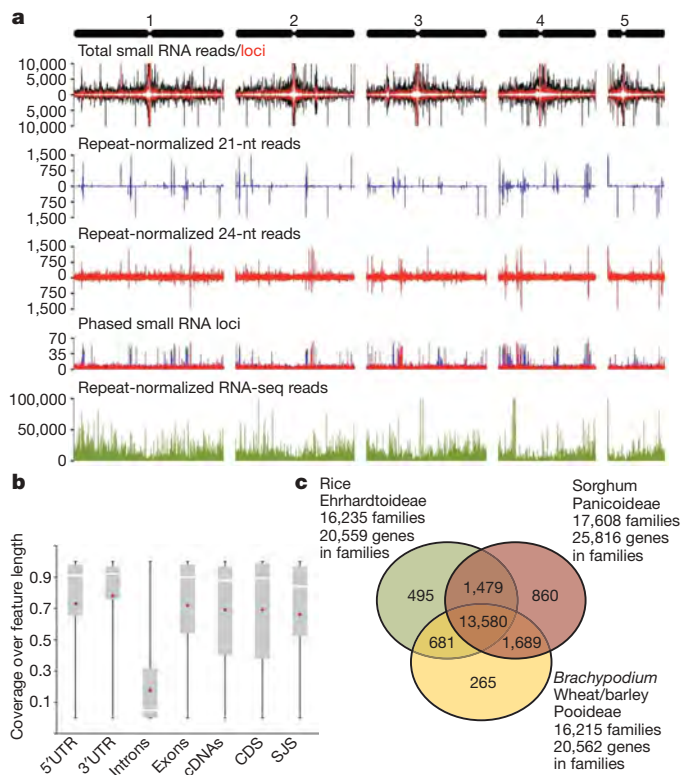 a
1 2 3 4 5
Total small RNA reads/loci
10,000
5,000
0
5,000
10,000
Repeat-normalized 21-nt reads
1,500
750
0
750
1,500
Repeat-normalized 24-nt reads
1,500
750
0
750
1,500
Phased small RNA loci
70
35
0
Repeat-normalized RNA-seq reads
100,000
50,000
0
b
Coverage over feature length
0.9
0.7
0.5
0.3
0.1
5'UTR
3'UTR
Introns
Exons
cDNAs
CDS
SJS
c
Rice
Ehrhardtoideae
16,235 families
20,559 genes
in families
Sorghum
Panicoideae
17,608 families
25,816 genes
in families
495
1,479
860
13,580
681
1,689
265
Brachypodium
Wheat/barley
Pooideae
16,215 families
20,562 genes
in families